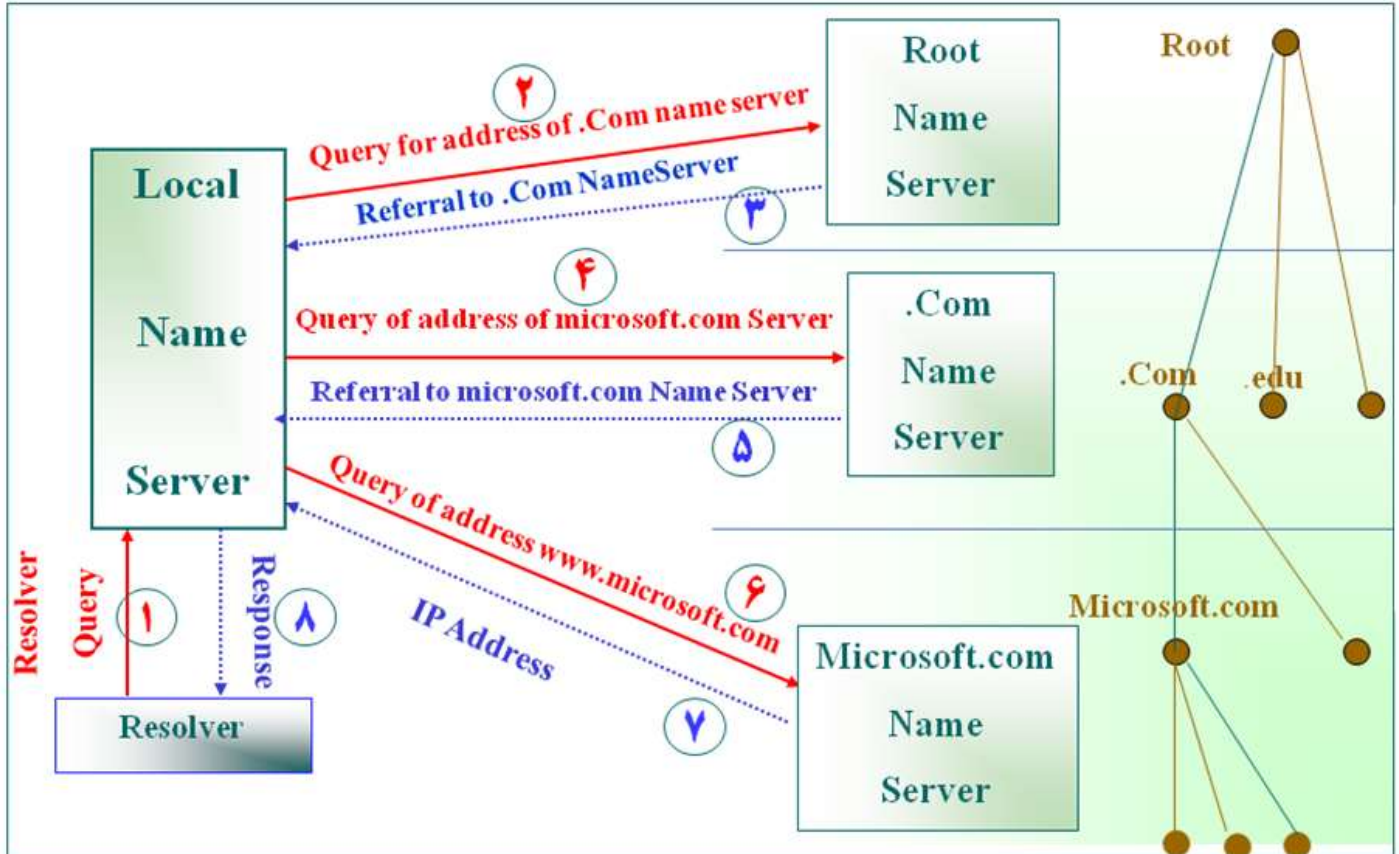 Root
Name
Server
Root
۲
Query for address of .Com name server
Referral to .Com NameServer
۳
Local
Name
Server
۴
Query of address of microsoft.com Server
Referral to microsoft.com Name Server
۵
.Com
Name
Server
.Com
.edu
Query of address www.microsoft.com
۶
IP Address
۷
Microsoft.com
Name
Server
Microsoft.com
Resolver
Query
۱
Response
۸
Resolver